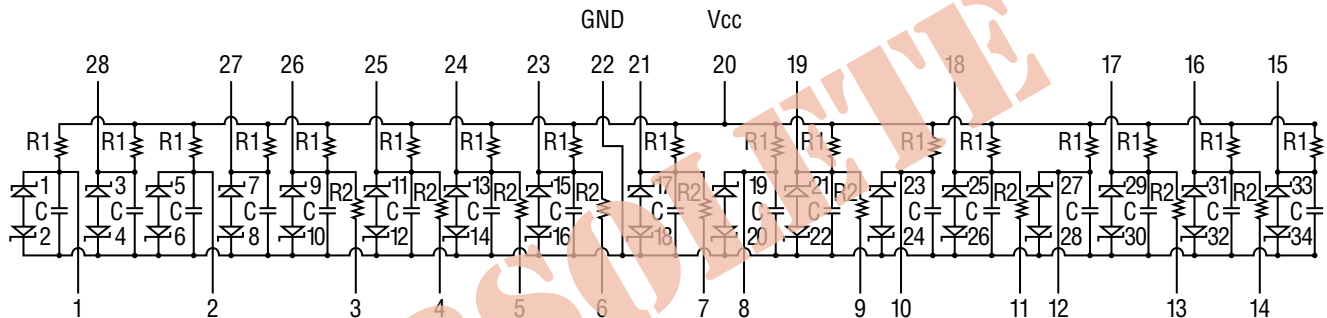 GND Vcc
28 27 26 25 24 23 22 21 20 19 18 17 16 15
R1 R1 R1 R1 R1 R1 R1 R1 R1 R1 R1 R1 R1 R1 R1 R1 R1
1 3 5 7 9 11 13 15 17 19 21 23 25 27 29 31 33
R2 R2 R2 R2 R2 R2 R2 R2 R2
C C C C C C C C C C C C C C C C C
2 4 6 8 10 12 14 16 18 20 22 24 26 28 30 32 34
1 2 3 4 5 6 7 8 9 10 11 12 13 14
OBSOLETE